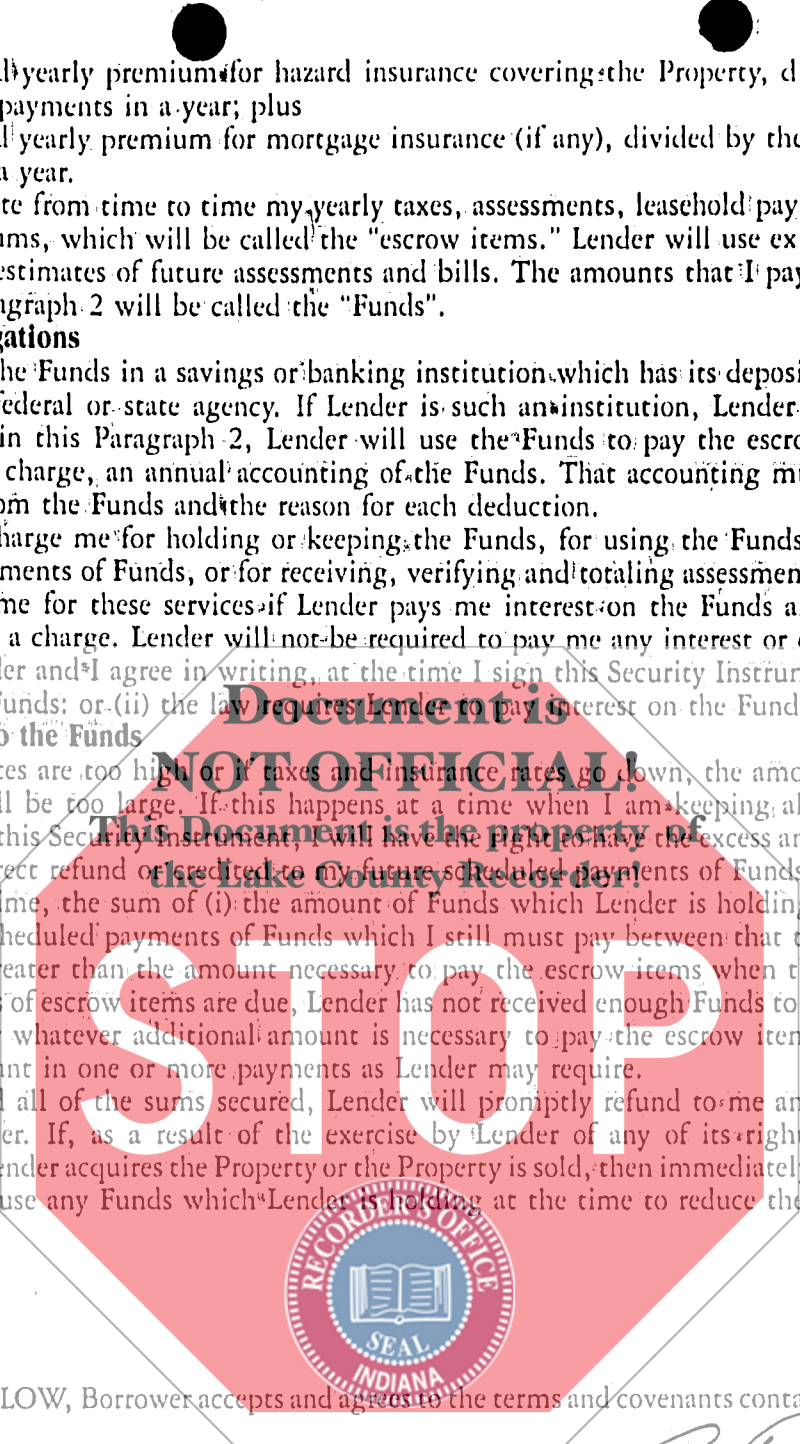 yearly premium for hazard insurance covering the Property, d
payments in a year; plus
yearly premium for mortgage insurance (if any), divided by the
a year.
te from time to time my yearly taxes, assessments, leasehold pay
ms, which will be called the "escrow items." Lender will use ex
estimates of future assessments and bills. The amounts that I pay
agraph 2 will be called the "Funds".
gations
he Funds in a savings or banking institution which has its deposi
federal or state agency. If Lender is such an institution, Lender
in this Paragraph 2, Lender will use the Funds to pay the escro
charge, an annual accounting of the Funds. That accounting mu
om the Funds and the reason for each deduction.
harge me for holding or keeping the Funds, for using the Funds
ments of Funds, or for receiving, verifying and totaling assessmen
me for these services if Lender pays me interest on the Funds a
a charge. Lender will not be required to pay me any interest or e
der and I agree in writing, at the time I sign this Security Instrum
Funds: or (ii) the law requires Lender to pay interest on the Fund
Document is
o the Funds
NOT OFFICIAL!
tes are too high or if taxes and insurance rates go down, the amo
ll be too large. If this happens at a time when I am keeping al
This Document is the property of
this Security Instrument, I will have the right to have the excess am
the Lake County Recorder!
rect refund or credited to my future scheduled payments of Funds
me, the sum of (i) the amount of Funds which Lender is holding
heduled payments of Funds which I still must pay between that t
reater than the amount necessary to pay the escrow items when t
of escrow items are due, Lender has not received enough Funds to
whatever additional amount is necessary to pay the escrow item
STOP
nt in one or more payments as Lender may require.
all of the sums secured, Lender will promptly refund to me an
er. If, as a result of the exercise by Lender of any of its right
ender acquires the Property or the Property is sold, then immediatel
use any Funds which Lender is holding at the time to reduce the
RECORDER'S OFFICE
SEAL
INDIANA
LOW, Borrower accepts and agrees to the terms and covenants conta